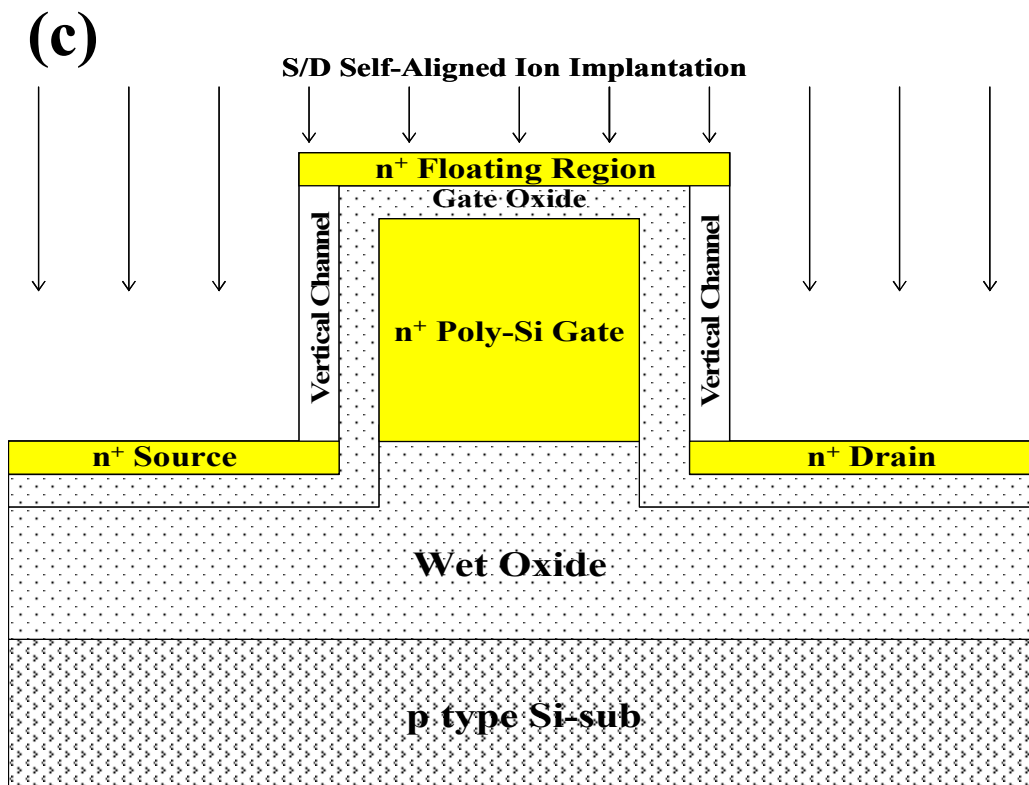 (c)
S/D Self-Aligned Ion Implantation
n⁺ Floating Region
Gate Oxide
Vertical Channel
n⁺ Poly-Si Gate
Vertical Channel
n⁺ Source
n⁺ Drain
Wet Oxide
p type Si-sub